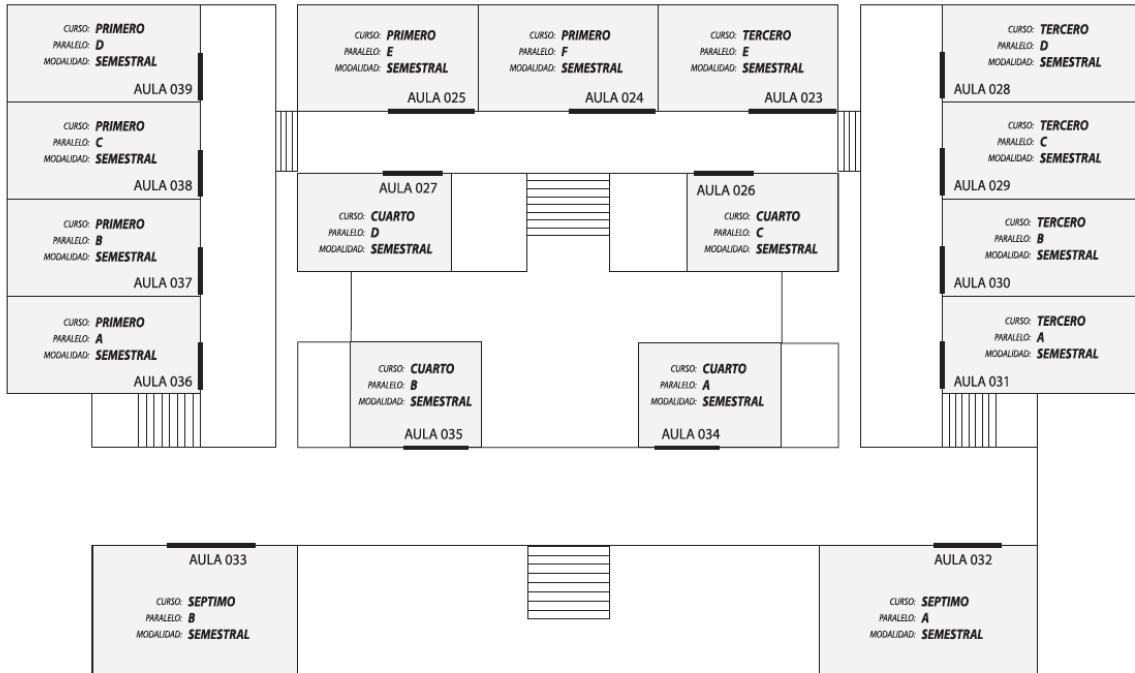 CURSO: PRIMERO
PARALELO: D
MODALIDAD: SEMESTRAL
AULA 039
CURSO: PRIMERO
PARALELO: E
MODALIDAD: SEMESTRAL
AULA 025
CURSO: PRIMERO
PARALELO: F
MODALIDAD: SEMESTRAL
AULA 024
CURSO: TERCERO
PARALELO: E
MODALIDAD: SEMESTRAL
AULA 023
CURSO: TERCERO
PARALELO: D
MODALIDAD: SEMESTRAL
AULA 028
CURSO: PRIMERO
PARALELO: C
MODALIDAD: SEMESTRAL
AULA 038
CURSO: TERCERO
PARALELO: C
MODALIDAD: SEMESTRAL
AULA 029
AULA 027
CURSO: CUARTO
PARALELO: D
MODALIDAD: SEMESTRAL
AULA 026
CURSO: CUARTO
PARALELO: C
MODALIDAD: SEMESTRAL
CURSO: PRIMERO
PARALELO: B
MODALIDAD: SEMESTRAL
AULA 037
CURSO: TERCERO
PARALELO: B
MODALIDAD: SEMESTRAL
AULA 030
CURSO: PRIMERO
PARALELO: A
MODALIDAD: SEMESTRAL
AULA 036
CURSO: CUARTO
PARALELO: B
MODALIDAD: SEMESTRAL
AULA 035
CURSO: CUARTO
PARALELO: A
MODALIDAD: SEMESTRAL
AULA 034
CURSO: TERCERO
PARALELO: A
MODALIDAD: SEMESTRAL
AULA 031
AULA 033
CURSO: SEPTIMO
PARALELO: B
MODALIDAD: SEMESTRAL
AULA 032
CURSO: SEPTIMO
PARALELO: A
MODALIDAD: SEMESTRAL